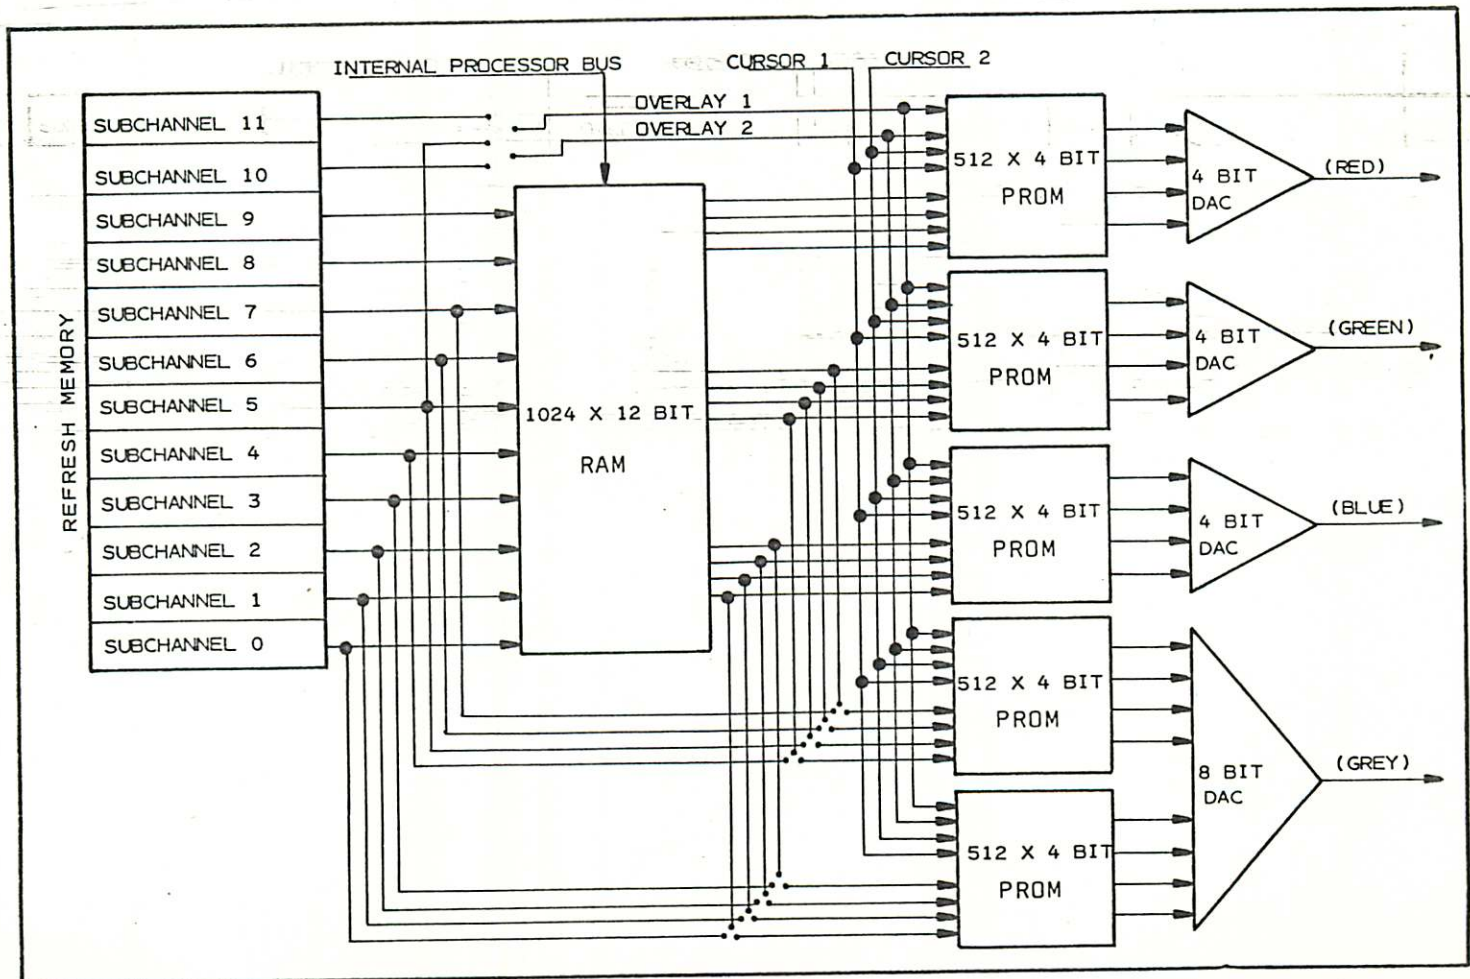 INTERNAL PROCESSOR BUS
CURSOR 1
CURSOR 2
OVERLAY 1
OVERLAY 2
REFRESH MEMORY
SUBCHANNEL 11
SUBCHANNEL 10
SUBCHANNEL 9
SUBCHANNEL 8
SUBCHANNEL 7
SUBCHANNEL 6
SUBCHANNEL 5
SUBCHANNEL 4
SUBCHANNEL 3
SUBCHANNEL 2
SUBCHANNEL 1
SUBCHANNEL 0
1024 X 12 BIT
RAM
512 X 4 BIT
PROM
4 BIT
DAC
(RED)
512 X 4 BIT
PROM
4 BIT
DAC
(GREEN)
512 X 4 BIT
PROM
4 BIT
DAC
(BLUE)
512 X 4 BIT
PROM
512 X 4 BIT
PROM
8 BIT
DAC
(GREY)